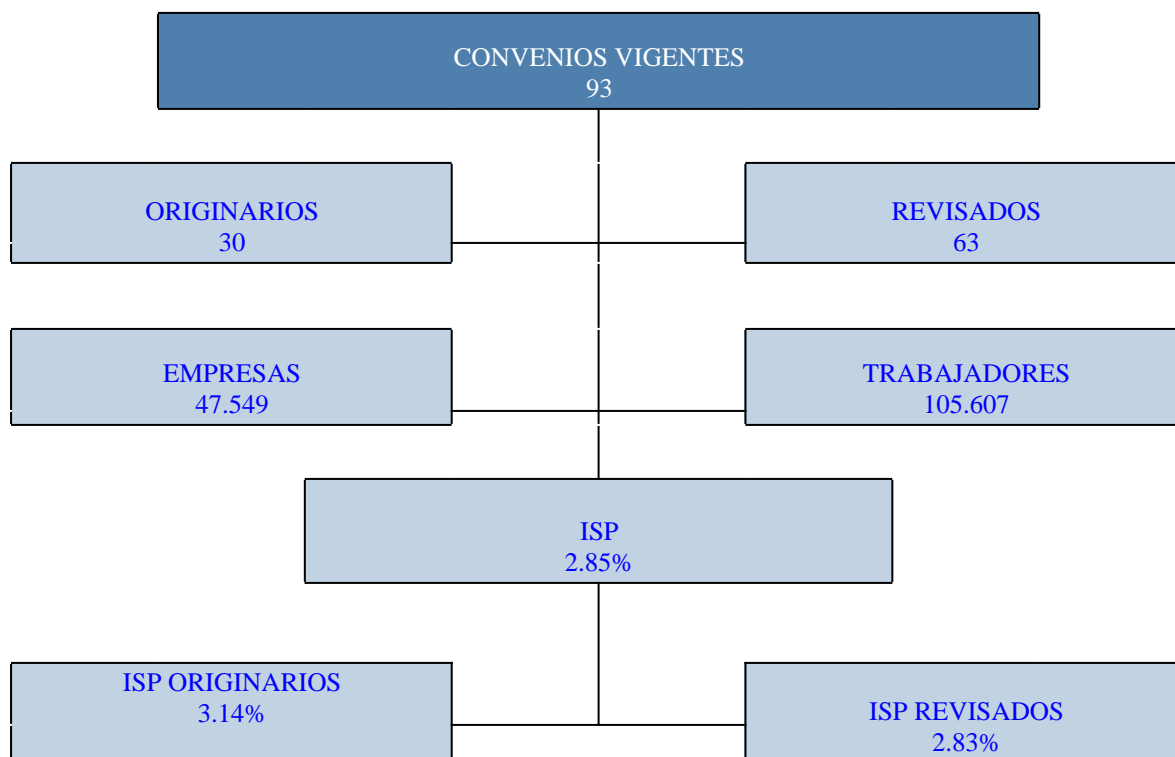 CONVENIOS VIGENTES
93
ORIGINARIOS
30
REVISADOS
63
EMPRESAS
47.549
TRABAJADORES
105.607
ISP
2.85%
ISP ORIGINARIOS
3.14%
ISP REVISADOS
2.83%